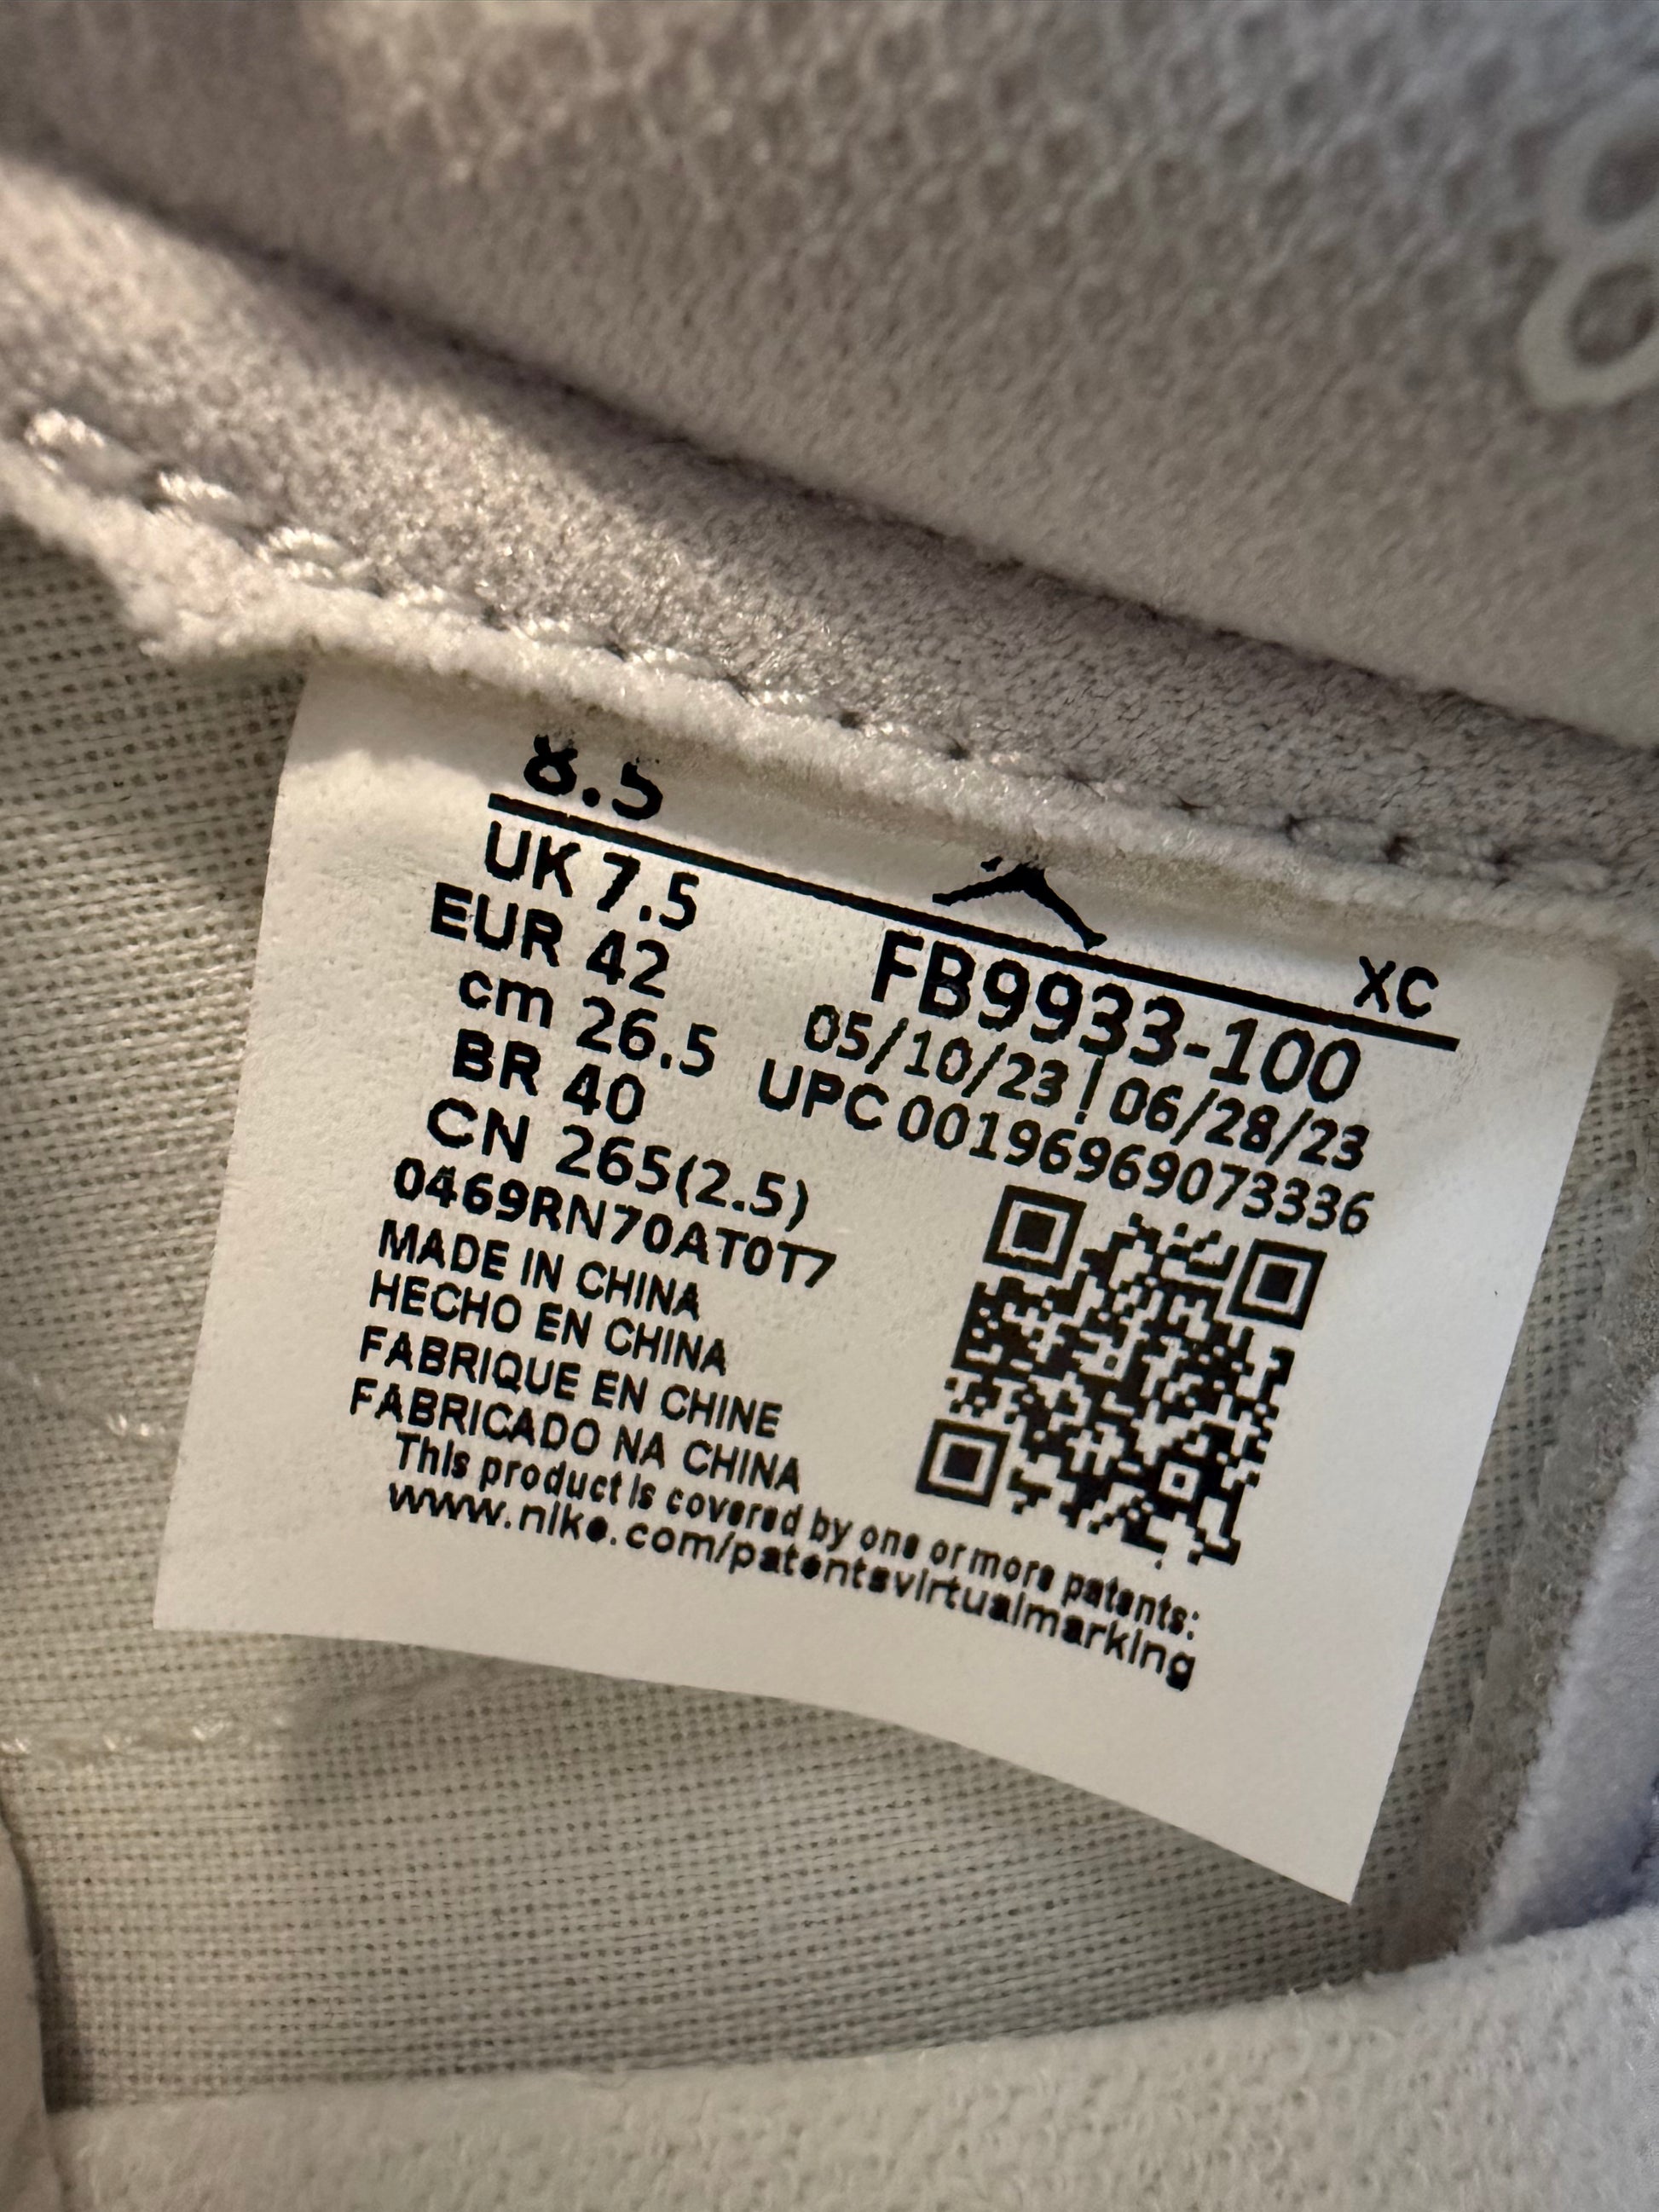 8.5
XC
UK 7.5
EUR 42
cm 26.5
BR 40
CN 265(2.5)
FB9933-100
05/10/23 | 06/28/23
UPC 00196969073336
0469RN70AT0T7
MADE IN CHINA
HECHO EN CHINA
FABRIQUE EN CHINE
FABRICADO NA CHINA
This product is covered by one or more patents:
www.nike.com/patentsvirtualmarking